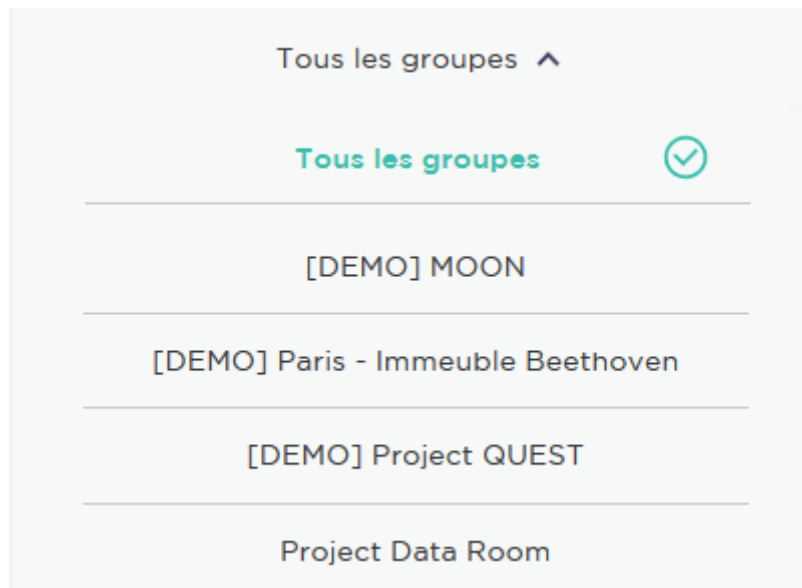 Tous les groupes
Tous les groupes
[DEMO] MOON
[DEMO] Paris - Immeuble Beethoven
[DEMO] Project QUEST
Project Data Room